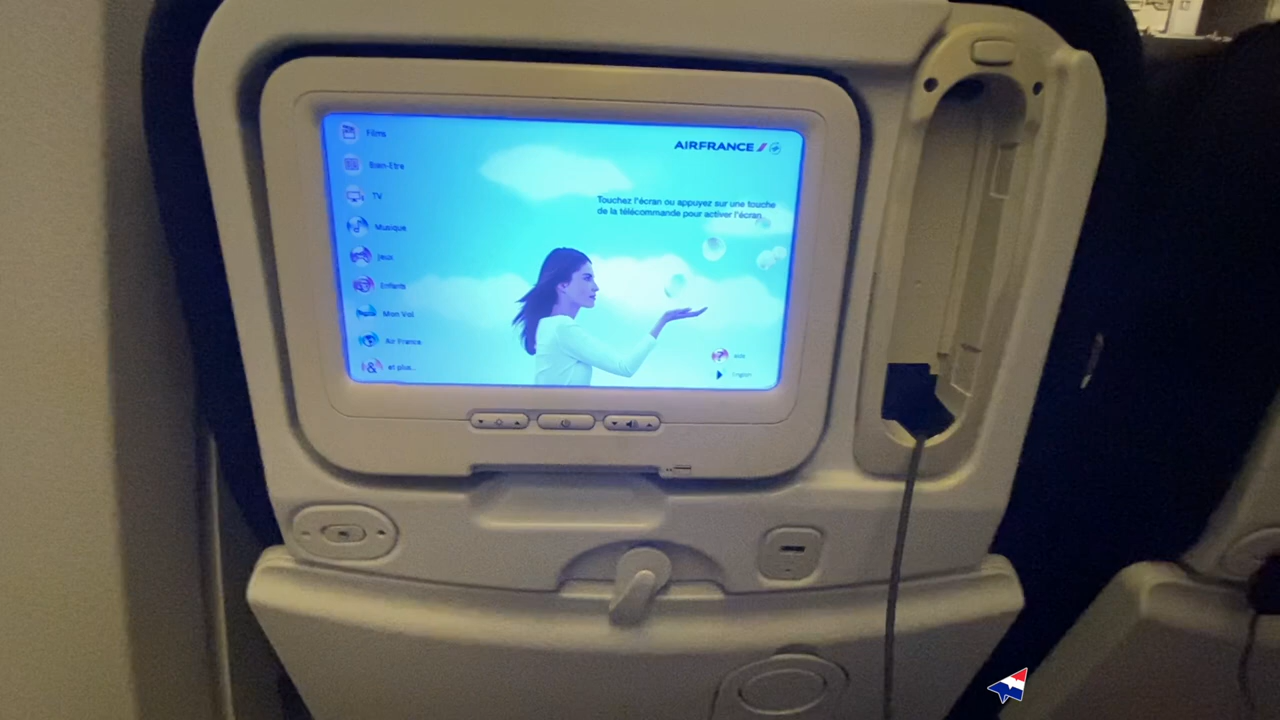 Films
Bien-Etre
TV
Musique
Jeux
Enfants
Mon Vol
Air France
& et plus...
AIRFRANCE
Touchez l'écran ou appuyez sur une touche
de la télécommande pour activer l'écran
Aide
English